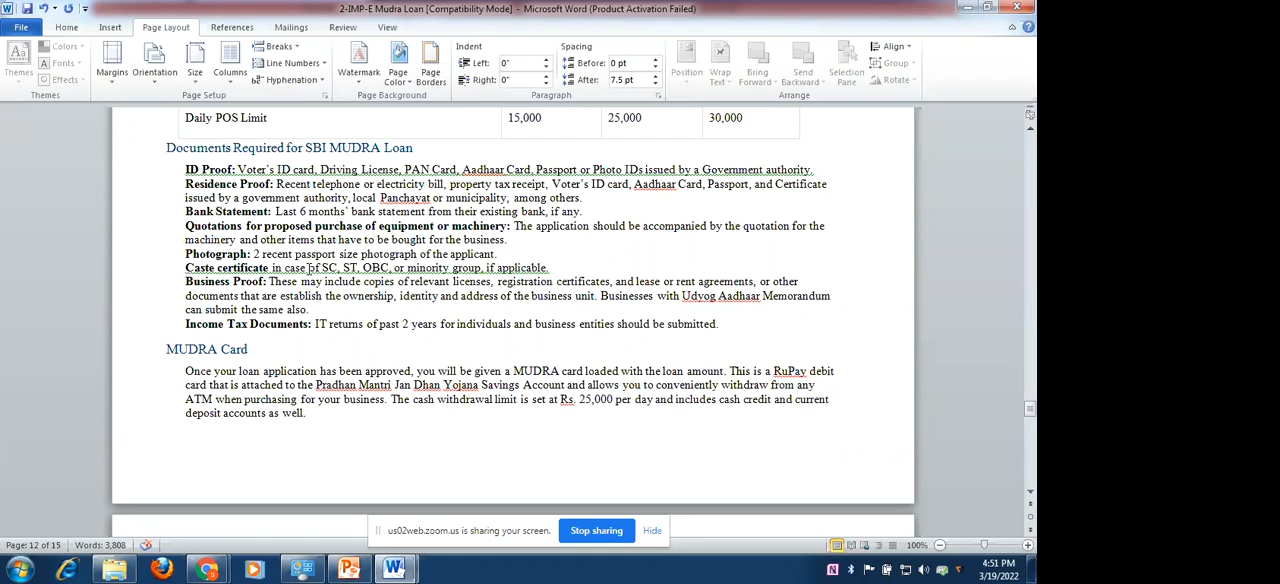 2-IMP-E Mudra Loan [Compatibility Mode] - Microsoft Word (Product Activation Failed)
File Home Insert Page Layout References Mailings Review View
Themes
Colors
Fonts
Effects
Themes
Margins
Orientation
Size
Columns
Breaks
Line Numbers
Hyphenation
Page Setup
Watermark
Page Color
Page Borders
Page Background
Indent
Left: 0"
Right: 0"
Spacing
Before: 0 pt
After: 7.5 pt
Paragraph
Position
Wrap Text
Bring Forward
Send Backward
Selection Pane
Align
Group
Rotate
Arrange
Daily POS Limit 15,000 25,000 30,000
Documents Required for SBI MUDRA Loan
ID Proof: Voter's ID card, Driving License, PAN Card, Aadhaar Card, Passport or Photo IDs issued by a Government authority.
Residence Proof: Recent telephone or electricity bill, property tax receipt, Voter's ID card, Aadhaar Card, Passport, and Certificate
issued by a government authority, local Panchayat or municipality, among others.
Bank Statement: Last 6 months' bank statement from their existing bank, if any.
Quotations for proposed purchase of equipment or machinery: The application should be accompanied by the quotation for the
machinery and other items that have to be bought for the business.
Photograph: 2 recent passport size photograph of the applicant.
Caste certificate in case of SC, ST, OBC, or minority group, if applicable.
Business Proof: These may include copies of relevant licenses, registration certificates, and lease or rent agreements, or other
documents that are establish the ownership, identity and address of the business unit. Businesses with Udyog Aadhaar Memorandum
can submit the same also.
Income Tax Documents: IT returns of past 2 years for individuals and business entities should be submitted.
MUDRA Card
Once your loan application has been approved, you will be given a MUDRA card loaded with the loan amount. This is a RuPay debit
card that is attached to the Pradhan Mantri Jan Dhan Yojana Savings Account and allows you to conveniently withdraw from any
ATM when purchasing for your business. The cash withdrawal limit is set at Rs. 25,000 per day and includes cash credit and current
deposit accounts as well.
us02web.zoom.us is sharing your screen. Stop sharing Hide
Page: 12 of 15 Words: 3,808 100%
4:51 PM
3/19/2022